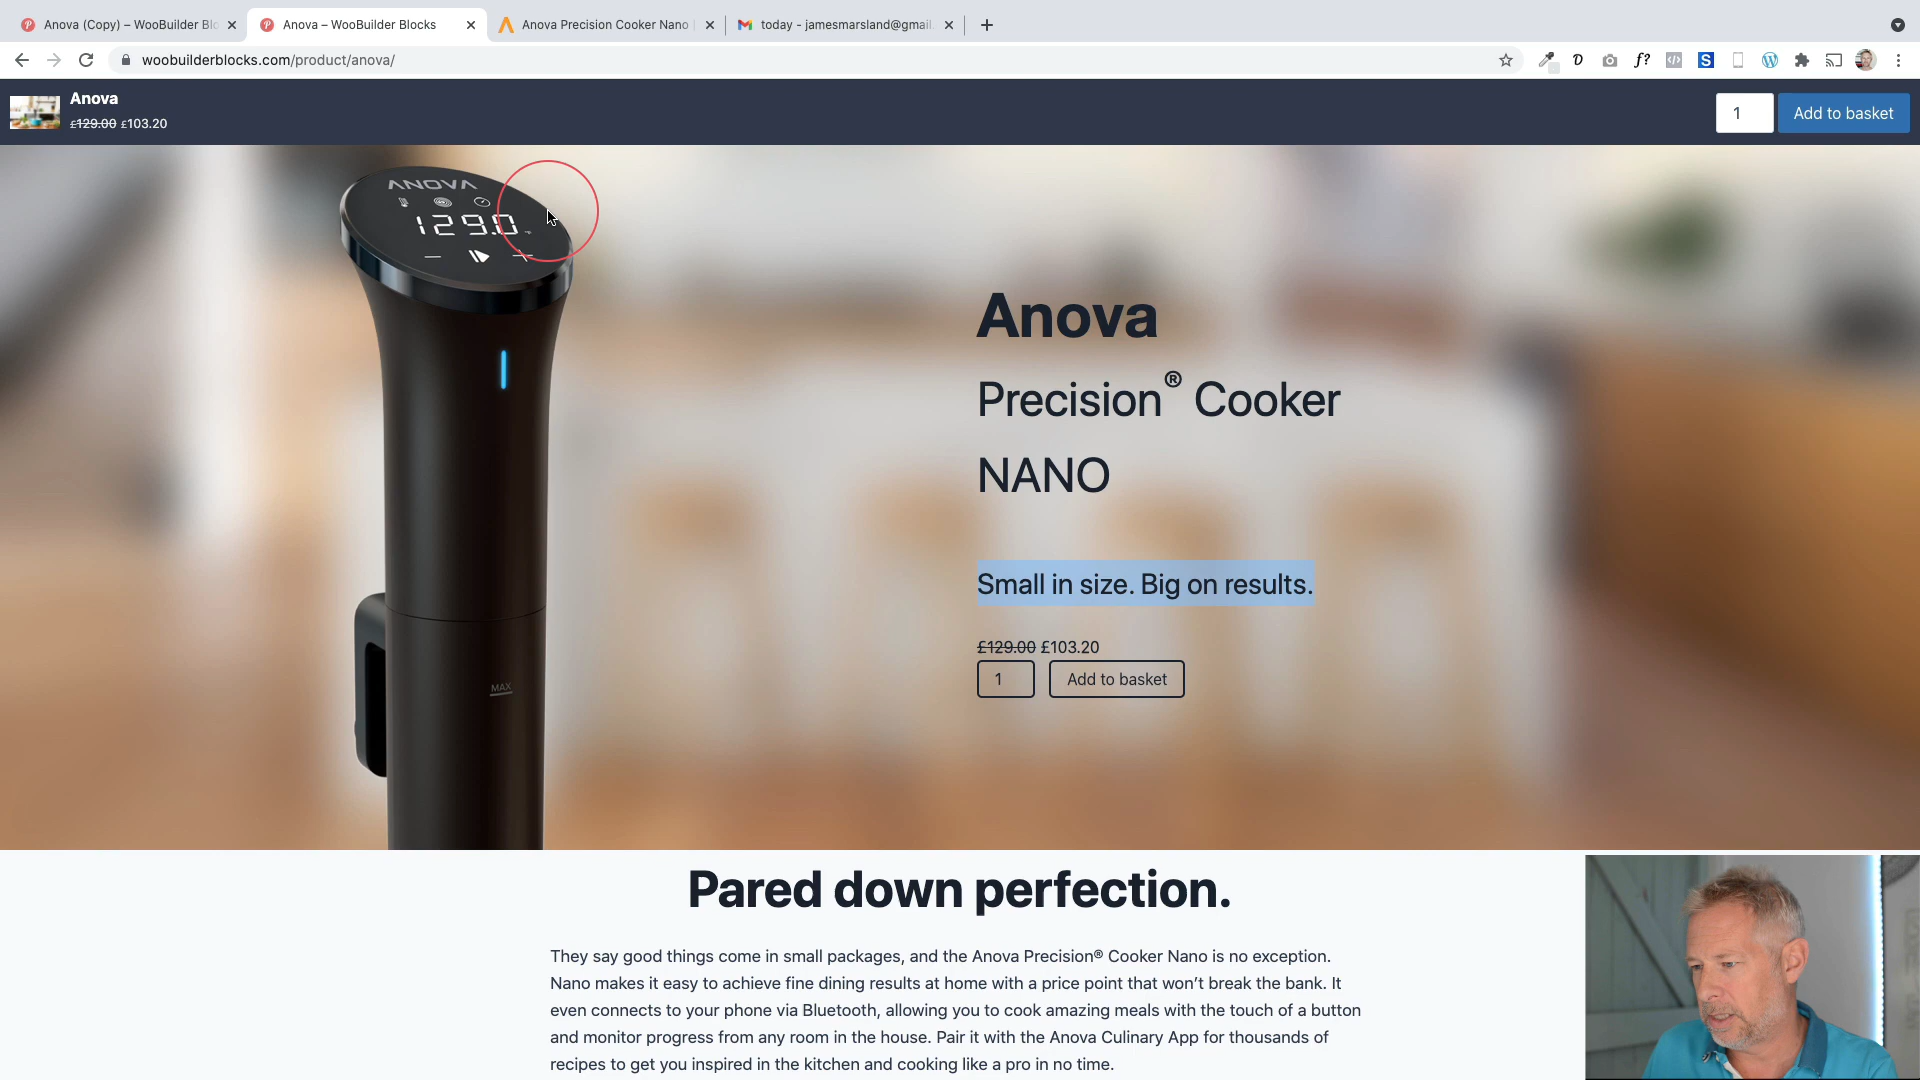 Anova (Copy) – WooBuilder Blo
Anova – WooBuilder Blocks
Anova Precision Cooker Nano
today - jamesmarsland@gmail.
woobuilderblocks.com/product/anova/
Anova
£129.00 £103.20
1
Add to basket
ANOVA
129.0
MAX
Anova
Precision® Cooker
NANO
Small in size. Big on results.
£129.00 £103.20
1
Add to basket
Pared down perfection.
They say good things come in small packages, and the Anova Precision® Cooker Nano is no exception.
Nano makes it easy to achieve fine dining results at home with a price point that won’t break the bank. It
even connects to your phone via Bluetooth, allowing you to cook amazing meals with the touch of a button
and monitor progress from any room in the house. Pair it with the Anova Culinary App for thousands of
recipes to get you inspired in the kitchen and cooking like a pro in no time.